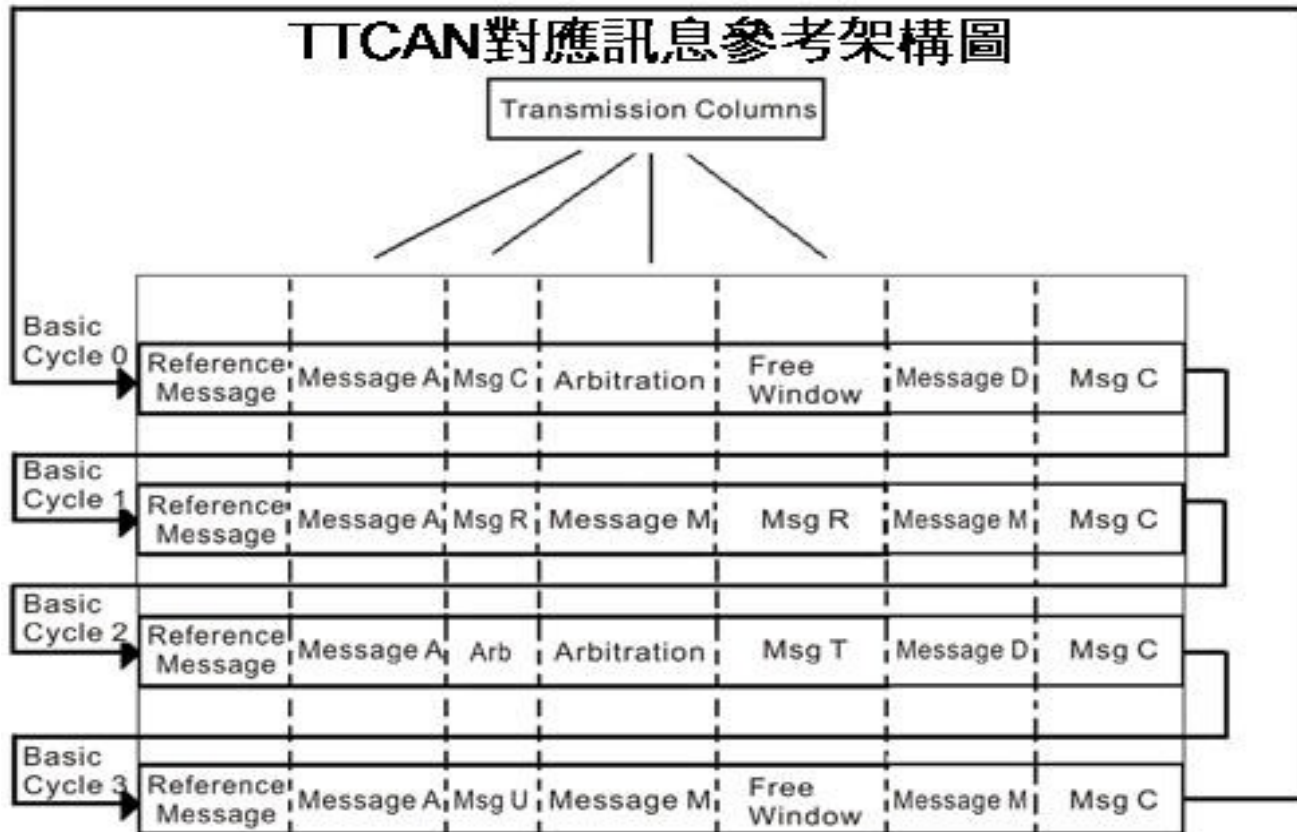 TTCAN對應訊息參考架構圖
Transmission Columns
Basic
Cycle 0
Reference
Message
Message A
Msg C
Arbitration
Free
Window
Message D
Msg C
Basic
Cycle 1
Reference
Message
Message A
Msg R
Message M
Msg R
Message M
Msg C
Basic
Cycle 2
Reference
Message
Message A
Arb
Arbitration
Msg T
Message D
Msg C
Basic
Cycle 3
Reference
Message
Message A
Msg U
Message M
Free
Window
Message M
Msg C